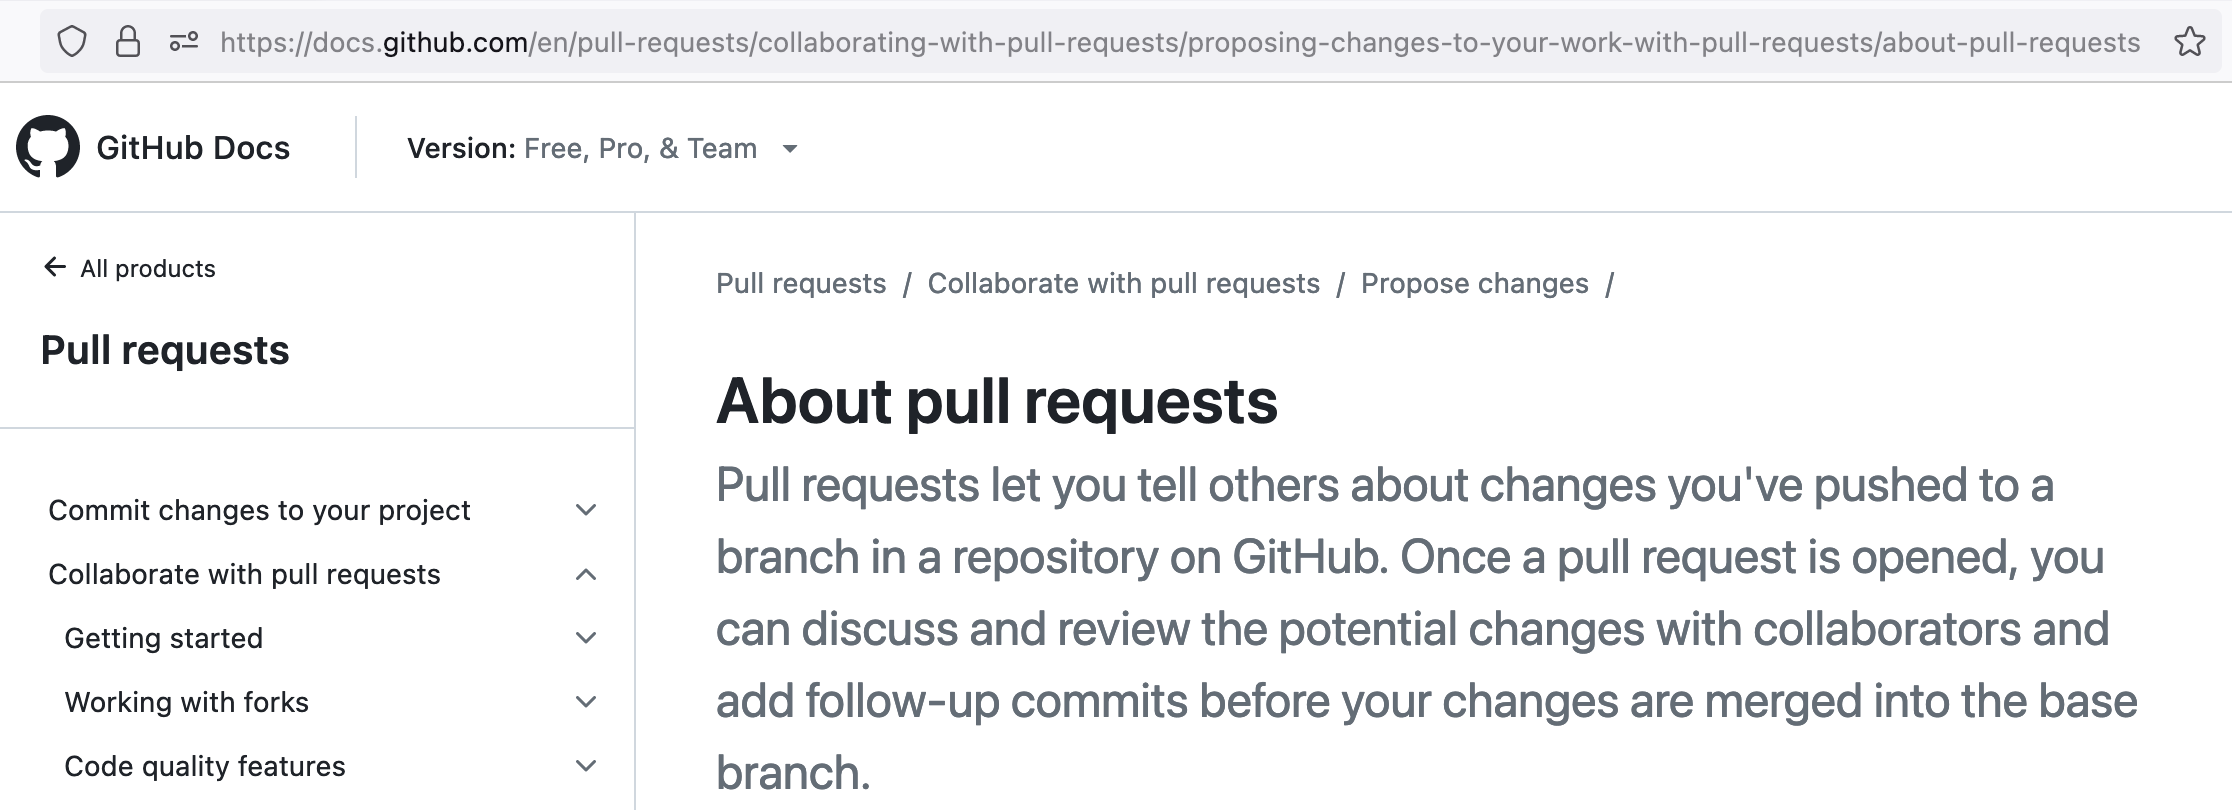 https://docs.github.com/en/pull-requests/collaborating-with-pull-requests/proposing-changes-to-your-work-with-pull-requests/about-pull-requests
GitHub Docs
Version: Free, Pro, & Team
All products
Pull requests
Commit changes to your project
Collaborate with pull requests
Getting started
Working with forks
Code quality features
Pull requests / Collaborate with pull requests / Propose changes /
About pull requests
Pull requests let you tell others about changes you've pushed to a
branch in a repository on GitHub. Once a pull request is opened, you
can discuss and review the potential changes with collaborators and
add follow-up commits before your changes are merged into the base
branch.